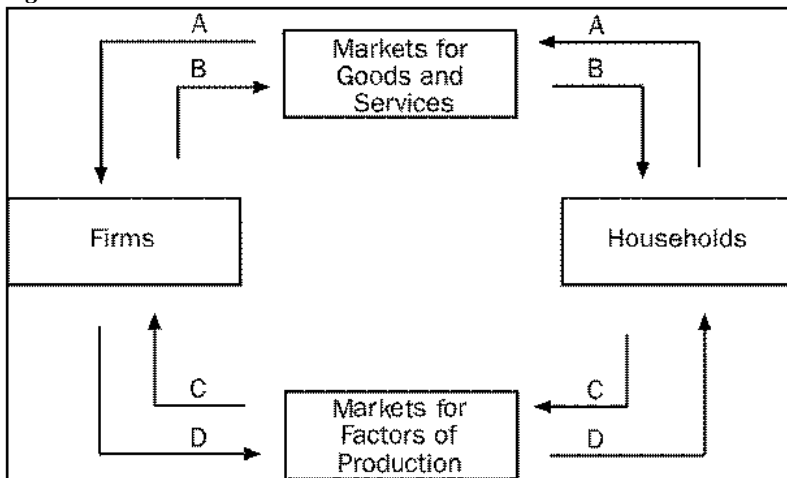 A
A
Markets for
Goods and
Services
B
B
Firms
Households
C
C
Markets for
Factors of
Production
D
D